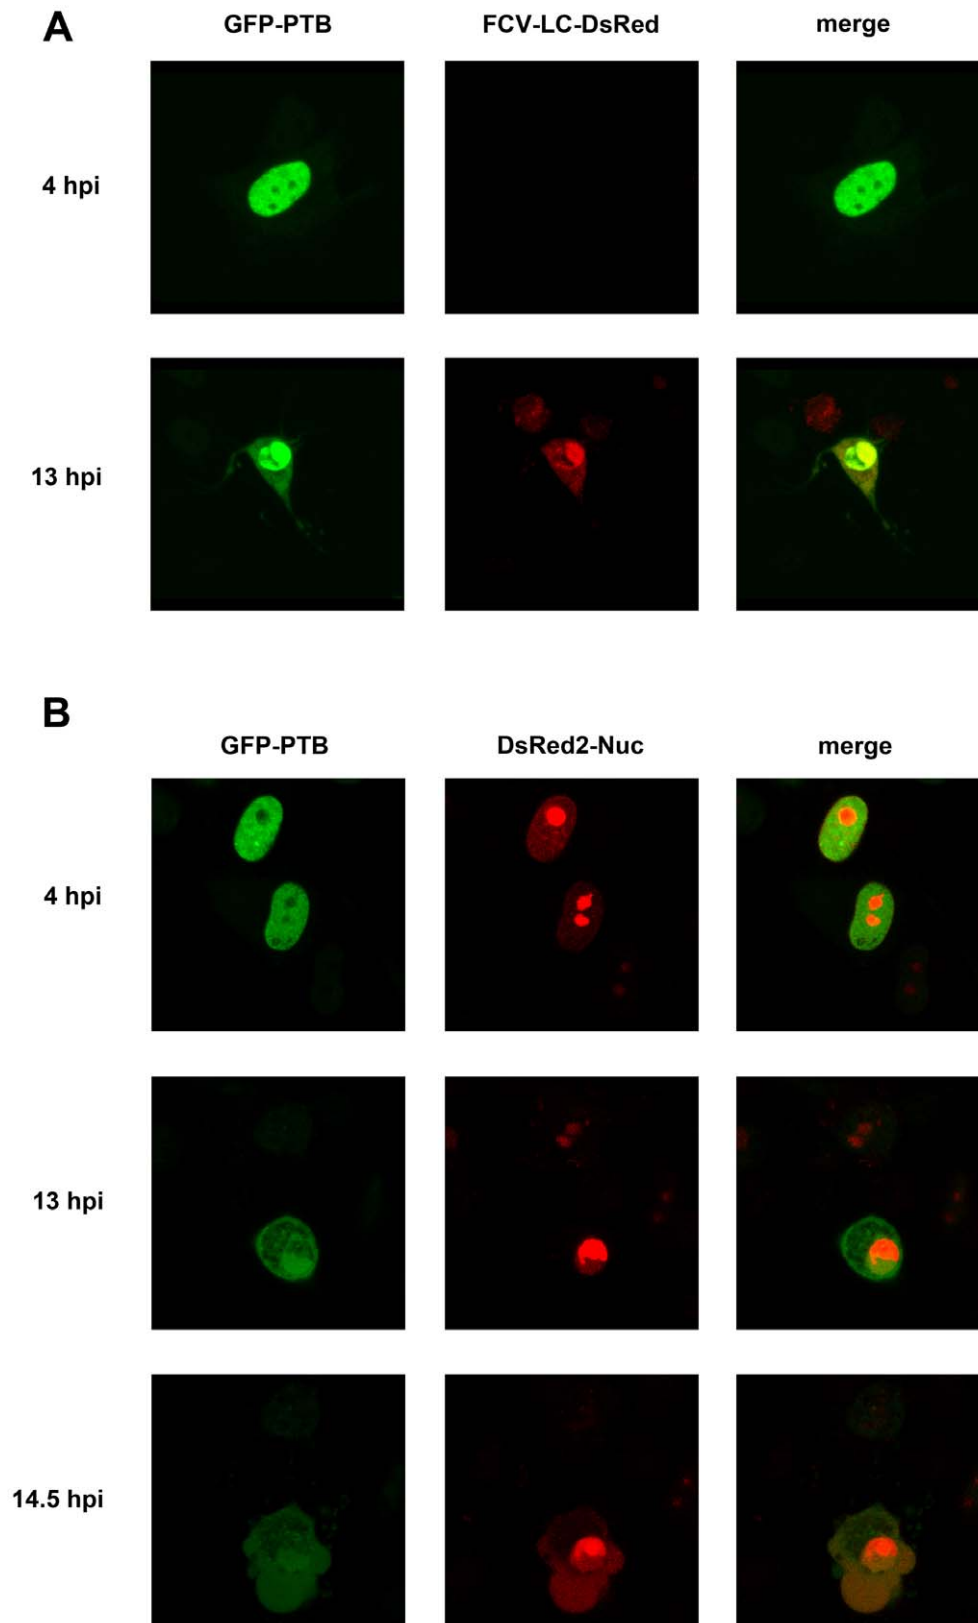 A
GFP-PTB FCV-LC-DsRed merge
4 hpi
13 hpi
B
GFP-PTB DsRed2-Nuc merge
4 hpi
13 hpi
14.5 hpi